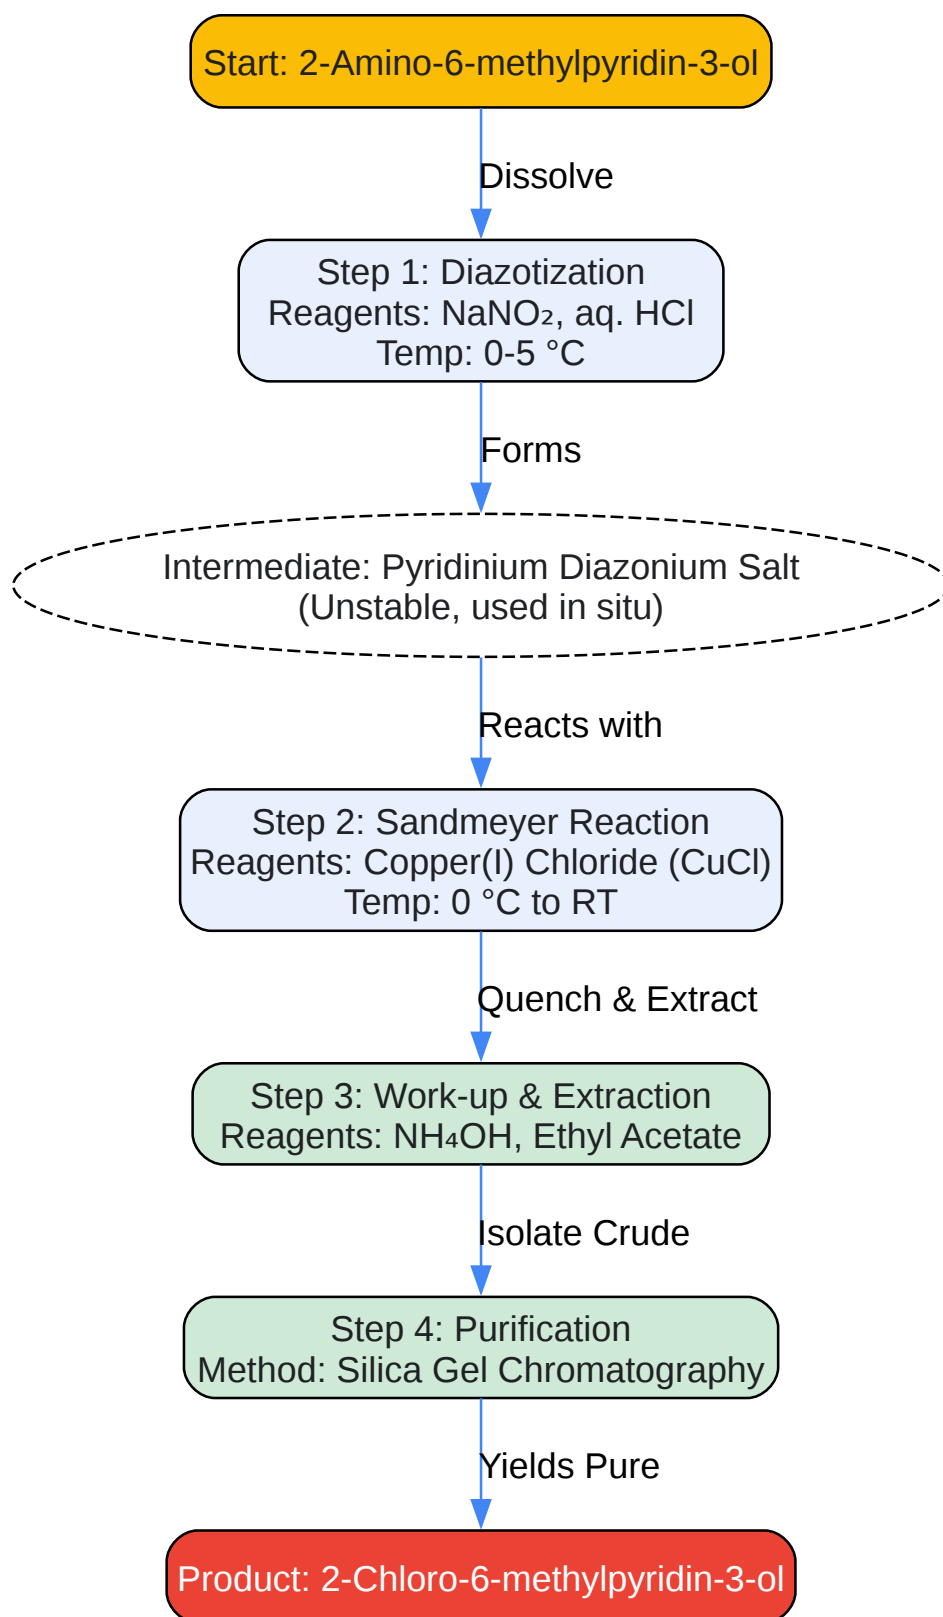 Start: 2-Amino-6-methylpyridin-3-ol
Dissolve
Step 1: Diazotization
Reagents: NaNO₂, aq. HCl
Temp: 0-5 °C
Forms
Intermediate: Pyridinium Diazonium Salt
(Unstable, used in situ)
Reacts with
Step 2: Sandmeyer Reaction
Reagents: Copper(I) Chloride (CuCl)
Temp: 0 °C to RT
Quench & Extract
Step 3: Work-up & Extraction
Reagents: NH₄OH, Ethyl Acetate
Isolate Crude
Step 4: Purification
Method: Silica Gel Chromatography
Yields Pure
Product: 2-Chloro-6-methylpyridin-3-ol